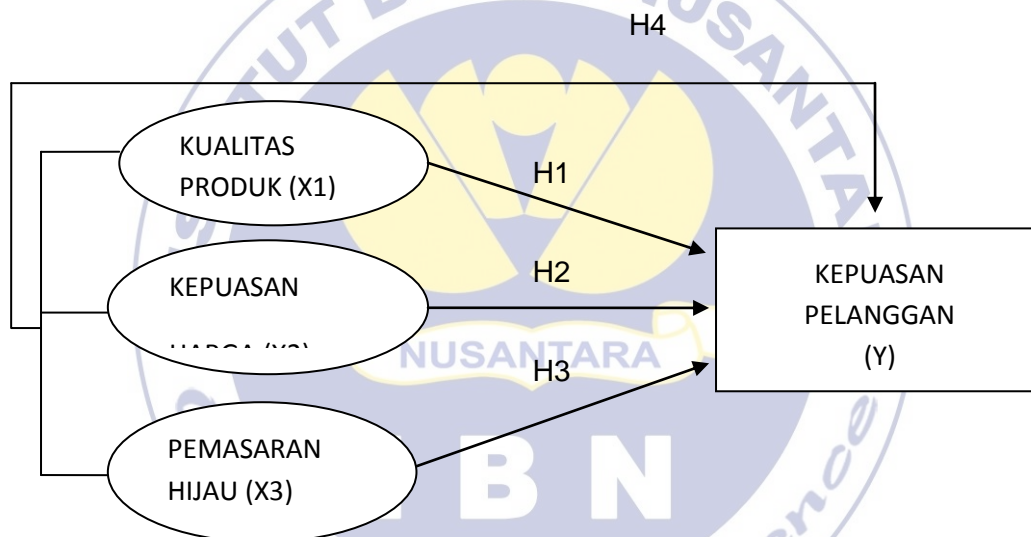 H4
KUALITAS
PRODUK (X1)
H1
KEPUASAN
H2
KEPUASAN
PELANGGAN
(Y)
NUSANTARA
H3
PEMASARAN
HIJAU (X3)
B N